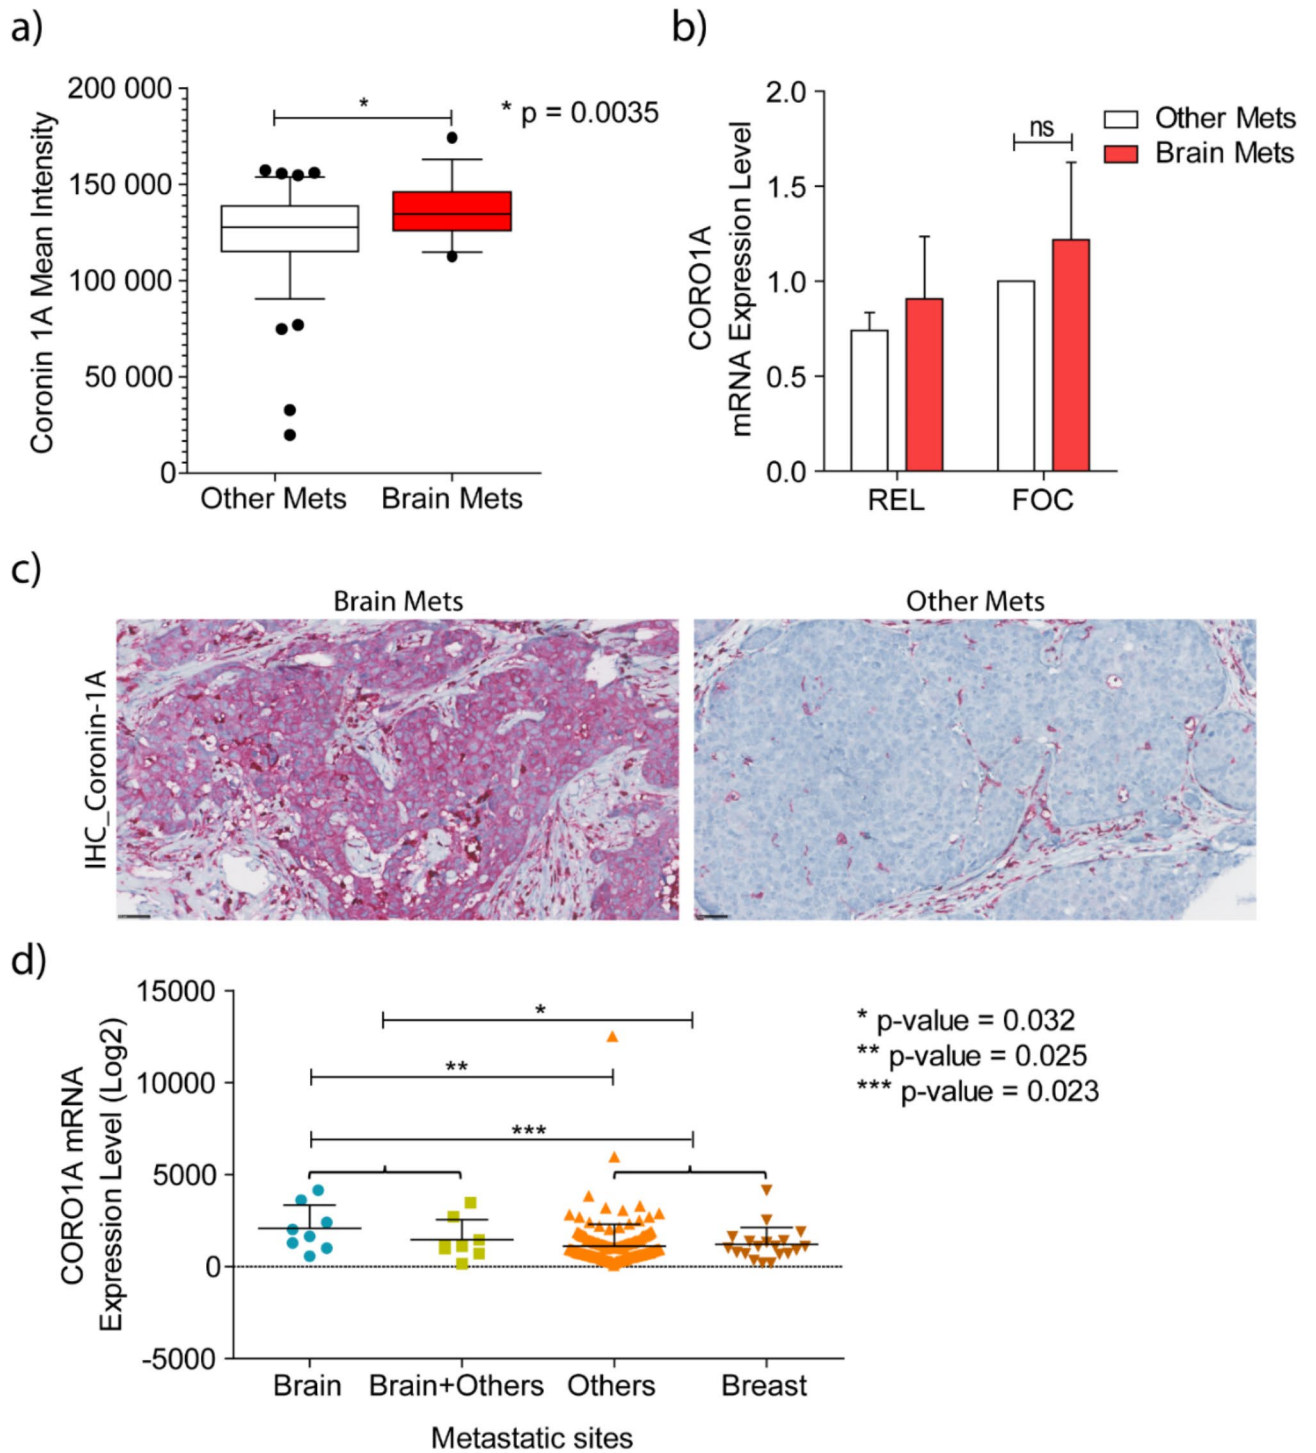 a)
200 000
150 000
100 000
50 000
0
Coronin 1A Mean Intensity
*
* p = 0.0035
Other Mets
Brain Mets
b)
2.0
1.5
1.0
0.5
0.0
CORO1A
mRNA Expression Level
ns
Other Mets
Brain Mets
REL
FOC
c)
Brain Mets
Other Mets
IHC_Coronin-1A
d)
15000
10000
5000
0
-5000
CORO1A mRNA
Expression Level (Log2)
*
**
***
* p-value = 0.032
** p-value = 0.025
*** p-value = 0.023
Brain
Brain+Others
Others
Breast
Metastatic sites